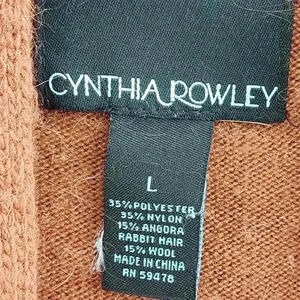 CYNTHIA ROWLEY
L
35% POLYESTER
35% NYLON
15% ANGORA
RABBIT HAIR
15% WOOL
MADE IN CHINA
RN 59478